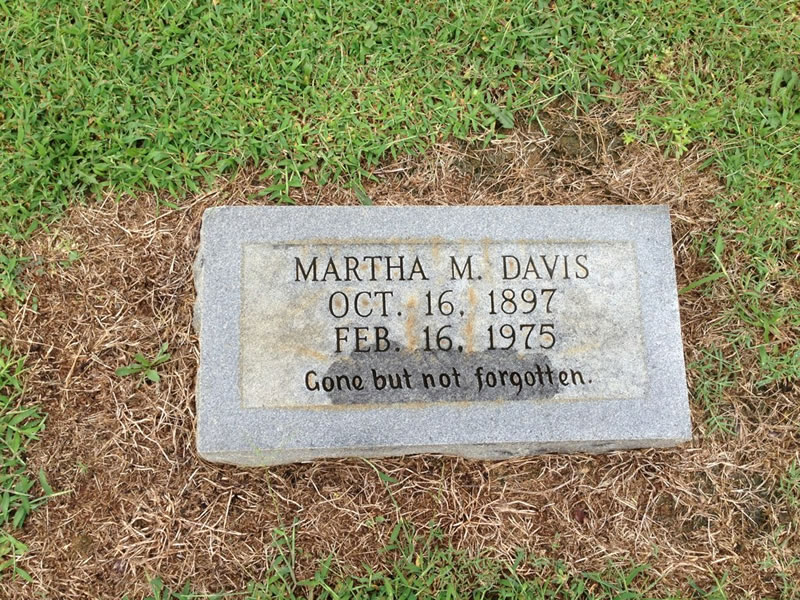 MARTHA M. DAVIS
OCT. 16, 1897
FEB. 16, 1975
Gone but not forgotten.